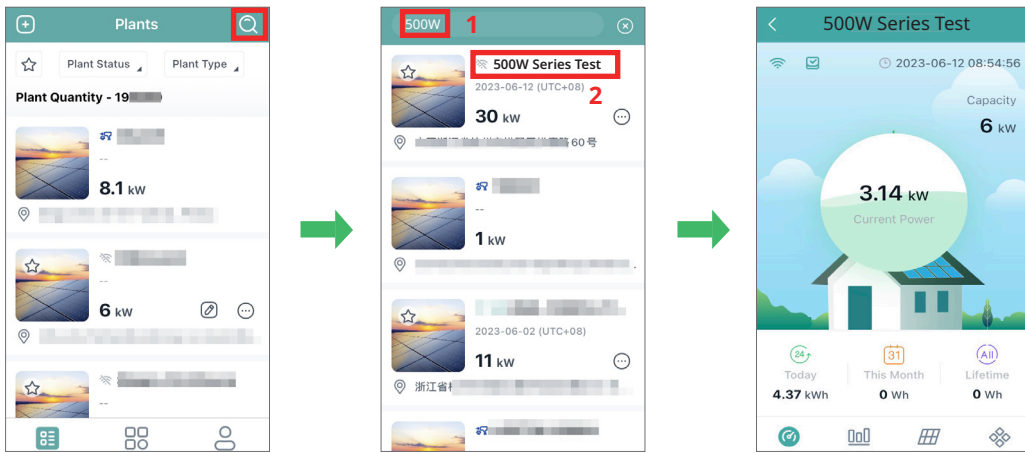 Plants
Plant Status
Plant Type
Plant Quantity - 19
--
8.1 kW
--
6 kW
--
500W
1
500W Series Test
2023-06-12 (UTC+08)
2
30 kW
60号
--
1 kW
2023-06-02 (UTC+08)
11 kW
浙江省
500W Series Test
2023-06-12 08:54:56
Capacity
6 kW
3.14 kW
Current Power
24
31
All
Today
This Month
Lifetime
4.37 kWh
0 Wh
0 Wh